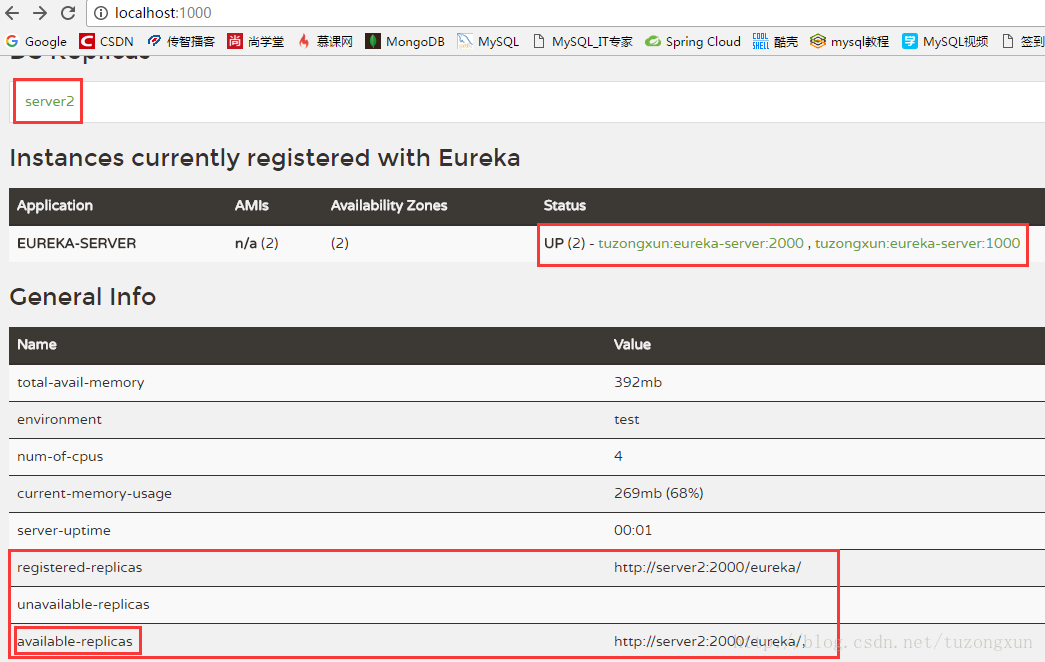 localhost:1000
Google CSDN 传智播客 尚学堂 慕课网 MongoDB MySQL MySQL_IT专家 Spring Cloud COOL SHELL 酷壳 mysql教程 MySQL视频 签到
DS Replicas
server2
Instances currently registered with Eureka
Application AMIs Availability Zones Status
EUREKA-SERVER n/a (2) (2) UP (2) - tuzongxun:eureka-server:2000 , tuzongxun:eureka-server:1000
General Info
Name Value
total-avail-memory 392mb
environment test
num-of-cpus 4
current-memory-usage 269mb (68%)
server-uptime 00:01
registered-replicas http://server2:2000/eureka/
unavailable-replicas
available-replicas http://server2:2000/eureka/,
http://blog.csdn.net/tuzongxun